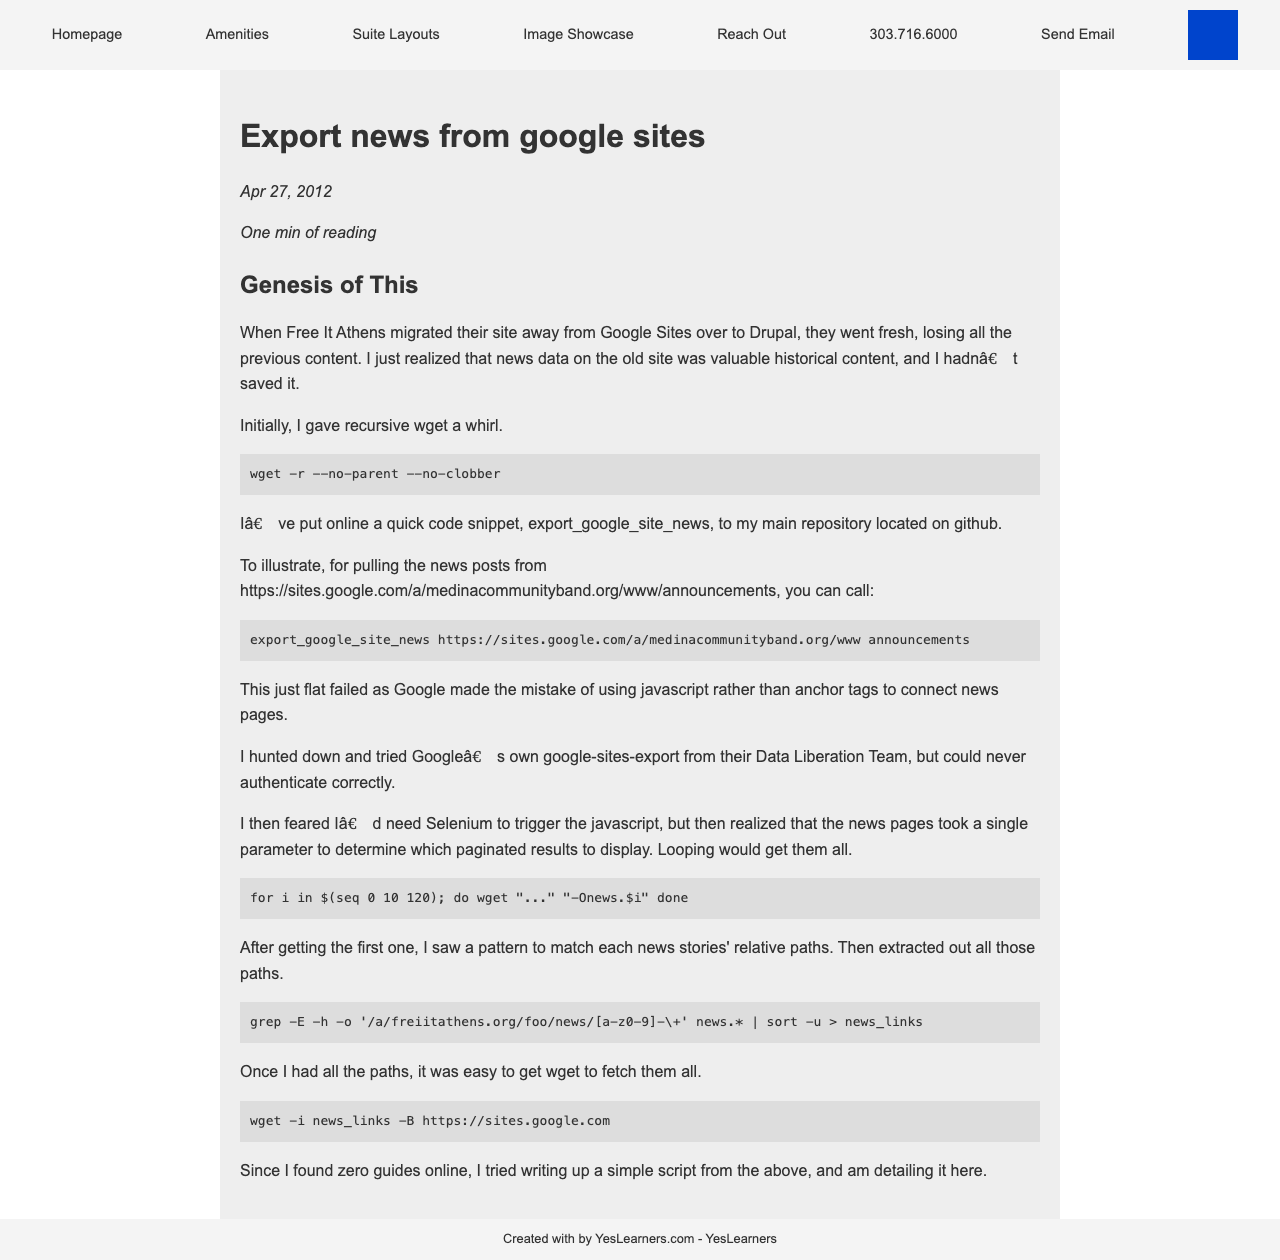 Homepage Amenities Suite Layouts Image Showcase Reach Out 303.716.6000 Send Email
Export news from google sites
Apr 27, 2012
One min of reading
Genesis of This
When Free It Athens migrated their site away from Google Sites over to Drupal, they went fresh, losing all the
previous content. I just realized that news data on the old site was valuable historical content, and I hadnâ€ t
saved it.
Initially, I gave recursive wget a whirl.
wget -r --no-parent --no-clobber
Iâ€ ve put online a quick code snippet, export_google_site_news, to my main repository located on github.
To illustrate, for pulling the news posts from
https://sites.google.com/a/medinacommunityband.org/www/announcements, you can call:
export_google_site_news https://sites.google.com/a/medinacommunityband.org/www announcements
This just flat failed as Google made the mistake of using javascript rather than anchor tags to connect news
pages.
I hunted down and tried Googleâ€ s own google-sites-export from their Data Liberation Team, but could never
authenticate correctly.
I then feared Iâ€ d need Selenium to trigger the javascript, but then realized that the news pages took a single
parameter to determine which paginated results to display. Looping would get them all.
for i in $(seq 0 10 120); do wget "..." "-Onews.$i" done
After getting the first one, I saw a pattern to match each news stories' relative paths. Then extracted out all those
paths.
grep -E -h -o '/a/freiitathens.org/foo/news/[a-z0-9]-\+' news.* | sort -u > news_links
Once I had all the paths, it was easy to get wget to fetch them all.
wget -i news_links -B https://sites.google.com
Since I found zero guides online, I tried writing up a simple script from the above, and am detailing it here.
Created with by YesLearners.com - YesLearners